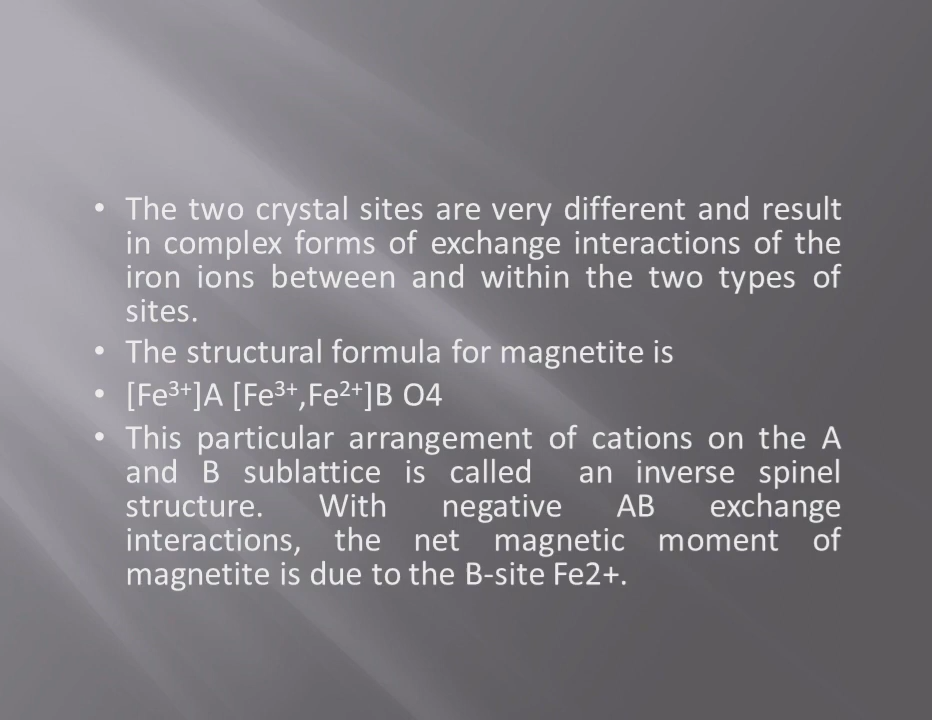 • The two crystal sites are very different and result
in complex forms of exchange interactions of the
iron ions between and within the two types of
sites.
• The structural formula for magnetite is
• [Fe³⁺]A [Fe³⁺,Fe²⁺]B O4
• This particular arrangement of cations on the A
and B sublattice is called an inverse spinel
structure. With negative AB exchange
interactions, the net magnetic moment of
magnetite is due to the B-site Fe2+.